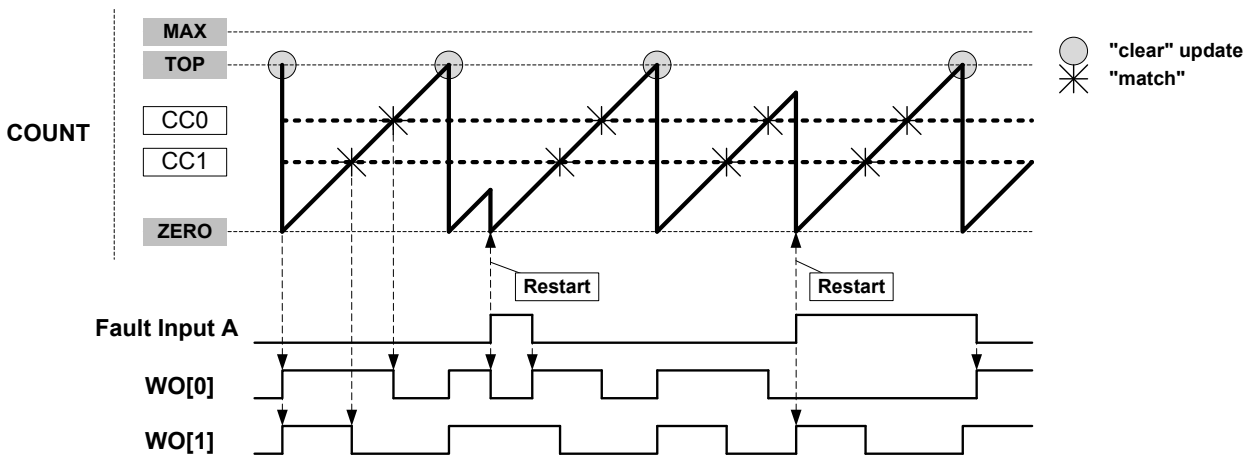 MAX
TOP
"clear" update
"match"
CC0
COUNT
CC1
ZERO
Restart
Restart
Fault Input A
WO[0]
WO[1]